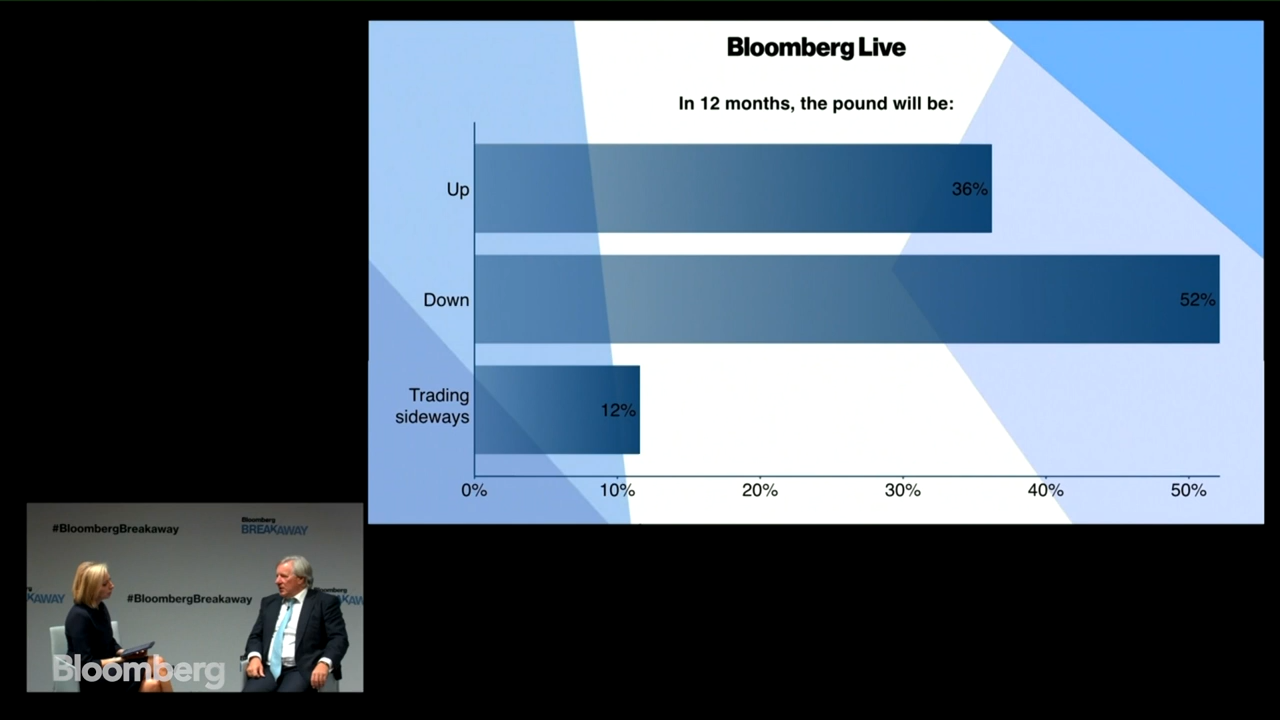 Bloomberg Live
In 12 months, the pound will be:
Up
36%
Down
52%
Trading
sideways
12%
0%
10%
20%
30%
40%
50%
#BloombergBreakaway
Bloomberg
BREAKAWAY
#BloombergBreakaway
Bloomberg
Bloomberg